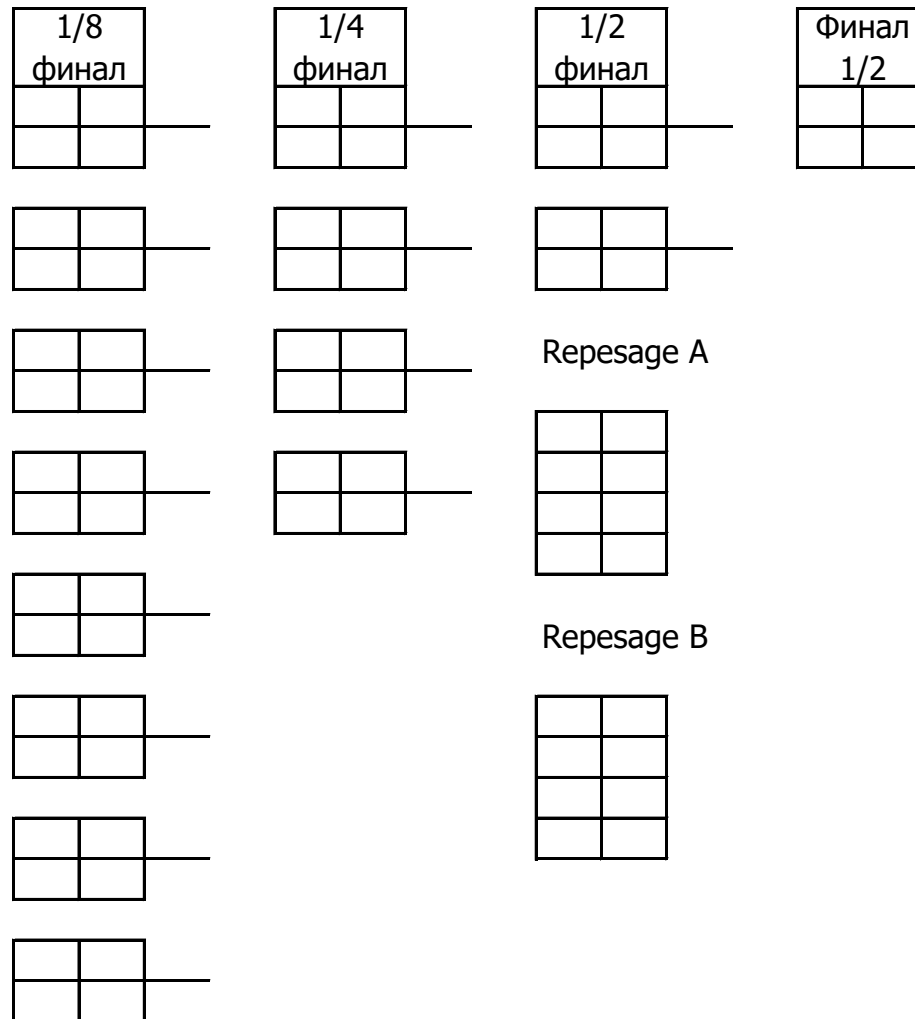 1/8
финал
1/4
финал
1/2
финал
Финал
1/2
Repesage A
Repesage B